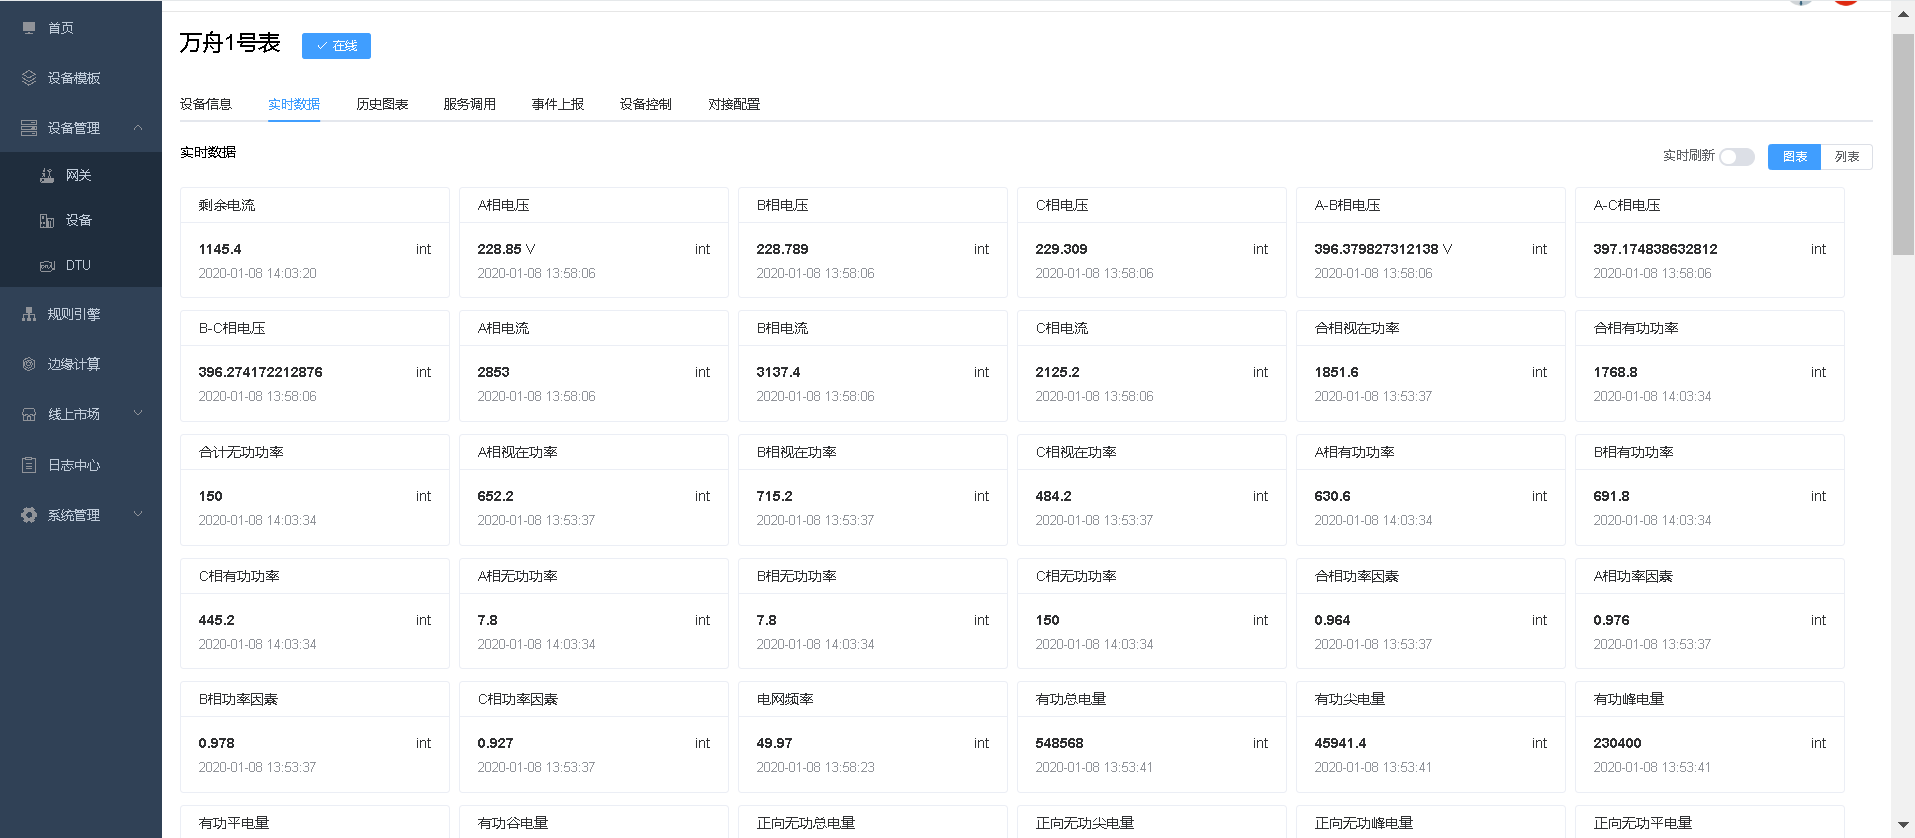 首页
设备模板
设备管理
网关
设备
DTU
规则引擎
边缘计算
线上市场
日志中心
系统管理
万舟1号表
在线
设备信息 实时数据 历史图表 服务调用 事件上报 设备控制 对接配置
实时数据
实时刷新 图表 列表
剩余电流 A相电压 B相电压 C相电压 A-B相电压 A-C相电压
1145.4 int 228.85 V int 228.789 int 229.309 int 396.379827312138 V int 397.174838632812 int
2020-01-08 14:03:20 2020-01-08 13:58:06 2020-01-08 13:58:06 2020-01-08 13:58:06 2020-01-08 13:58:06 2020-01-08 13:58:06
B-C相电压 A相电流 B相电流 C相电流 合相视在功率 合相有功功率
396.274172212876 int 2853 int 3137.4 int 2125.2 int 1851.6 int 1768.8 int
2020-01-08 13:58:06 2020-01-08 13:58:06 2020-01-08 13:58:06 2020-01-08 13:58:06 2020-01-08 13:53:37 2020-01-08 14:03:34
合计无功功率 A相视在功率 B相视在功率 C相视在功率 A相有功功率 B相有功功率
150 int 652.2 int 715.2 int 484.2 int 630.6 int 691.8 int
2020-01-08 14:03:34 2020-01-08 13:53:37 2020-01-08 13:53:37 2020-01-08 13:53:37 2020-01-08 14:03:34 2020-01-08 14:03:34
C相有功功率 A相无功功率 B相无功功率 C相无功功率 合相功率因素 A相功率因素
445.2 int 7.8 int 7.8 int 150 int 0.964 int 0.976 int
2020-01-08 14:03:34 2020-01-08 14:03:34 2020-01-08 14:03:34 2020-01-08 14:03:34 2020-01-08 13:53:37 2020-01-08 13:53:37
B相功率因素 C相功率因素 电网频率 有功总电量 有功尖电量 有功峰电量
0.978 int 0.927 int 49.97 int 548568 int 45941.4 int 230400 int
2020-01-08 13:53:37 2020-01-08 13:53:37 2020-01-08 13:58:23 2020-01-08 13:53:41 2020-01-08 13:53:41 2020-01-08 13:53:41
有功平电量 有功谷电量 正向无功总电量 正向无功尖电量 正向无功峰电量 正向无功平电量